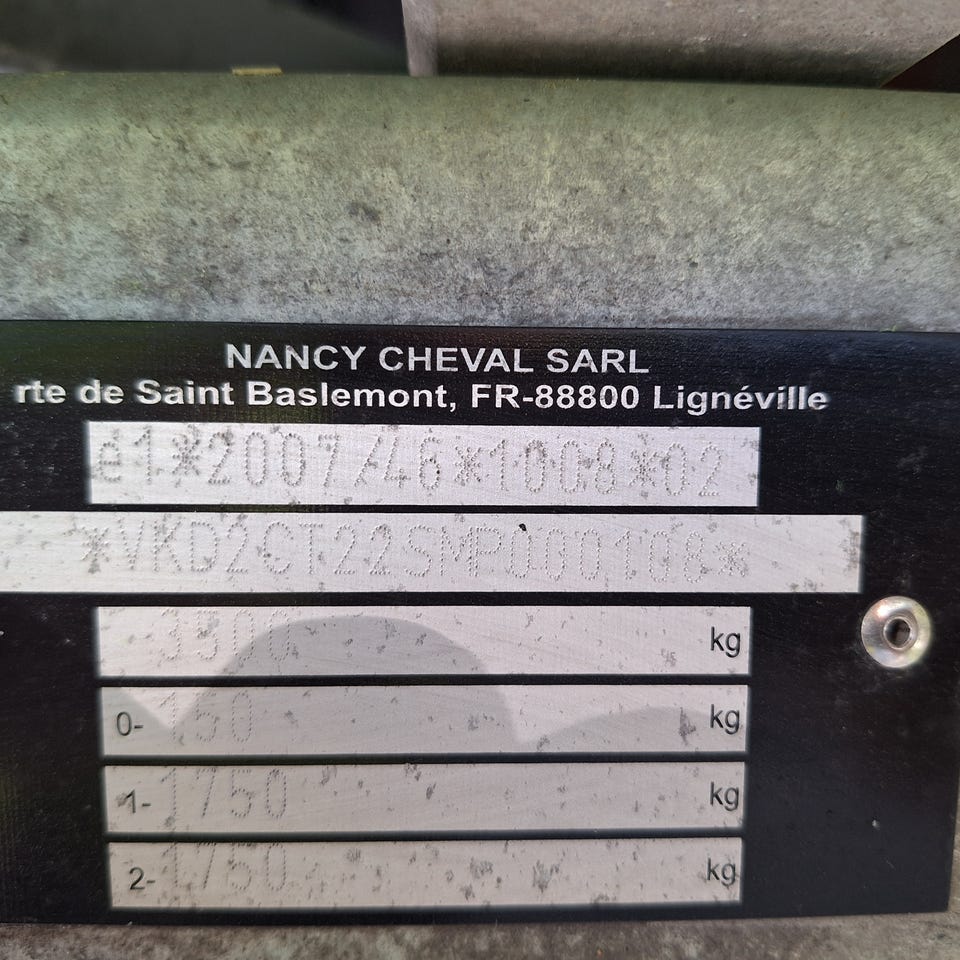 NANCY CHEVAL SARL
rte de Saint Baslemont, FR-88800 Lignéville
e1*2007/46*1008*02
*VKD2CT22SMP000108*
3500 kg
0- 150 kg
1- 1750 kg
2- 1750 kg